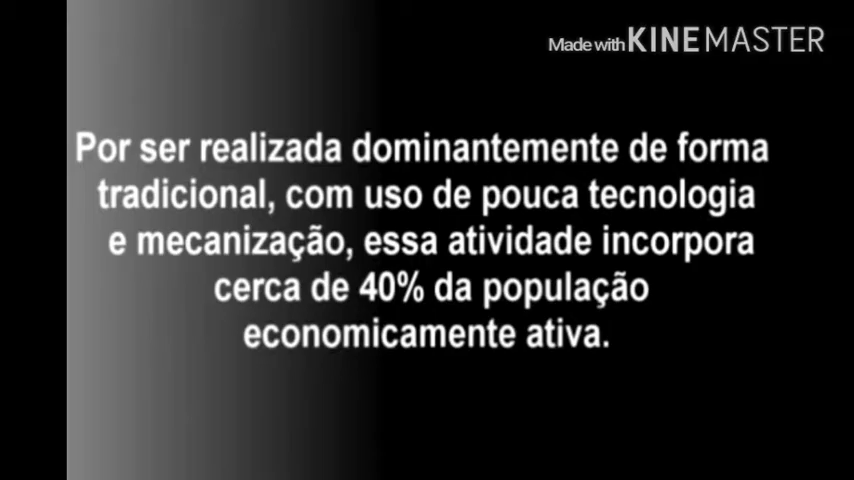 Made with KINEMASTER
Por ser realizada dominantemente de forma
tradicional, com uso de pouca tecnologia
e mecanização, essa atividade incorpora
cerca de 40% da população
economicamente ativa.